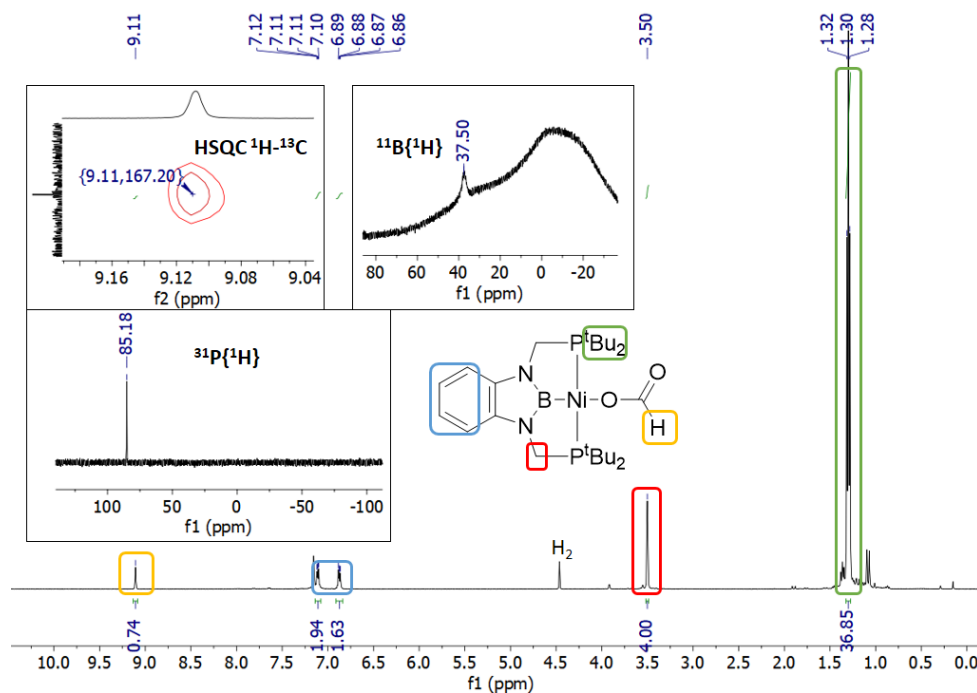 9.11
7.12
7.11
7.11
7.10
6.89
6.88
6.87
6.86
3.50
1.32
1.30
1.28
HSQC ¹H-¹³C
{9.11,167.20}
9.16 9.12 9.08 9.04
f2 (ppm)
¹¹B{¹H}
37.50
80 60 40 20 0 -20
f1 (ppm)
³¹P{¹H}
85.18
100 50 0 -50 -100
f1 (ppm)
PᵗBu₂
N
O
B Ni O
H
N
PᵗBu₂
H₂
0.74
1.94
1.63
4.00
36.85
10.0 9.5 9.0 8.5 8.0 7.5 7.0 6.5 6.0 5.5 5.0 4.5 4.0 3.5 3.0 2.5 2.0 1.5 1.0 0.5 0.0
f1 (ppm)